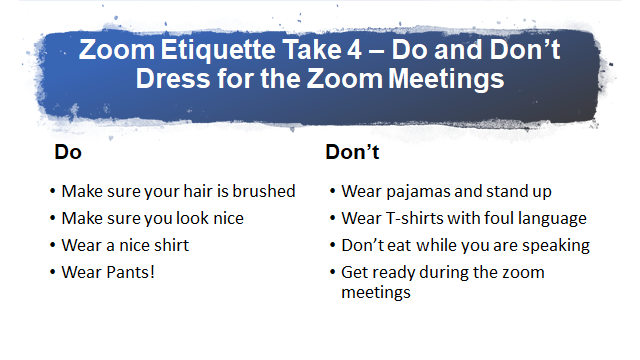 Zoom Etiquette Take 4 – Do and Don’t
Dress for the Zoom Meetings
Do
• Make sure your hair is brushed
• Make sure you look nice
• Wear a nice shirt
• Wear Pants!
Don’t
• Wear pajamas and stand up
• Wear T-shirts with foul language
• Don’t eat while you are speaking
• Get ready during the zoom
meetings